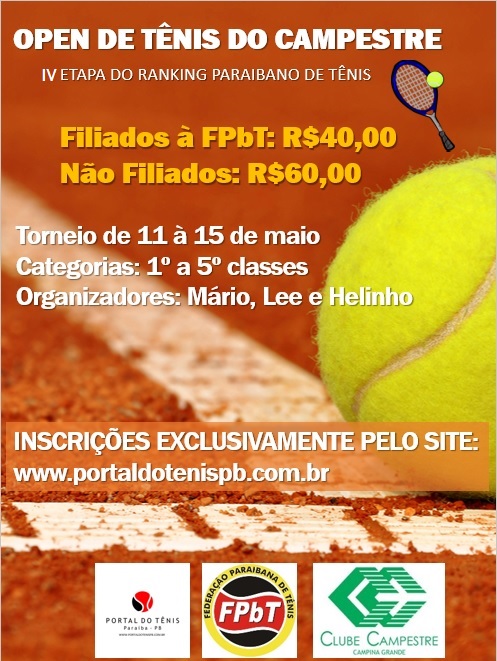 OPEN DE TÊNIS DO CAMPESTRE
IV ETAPA DO RANKING PARAIBANO DE TÊNIS
Filiados à FPbT: R$40,00
Não Filiados: R$60,00
Torneio de 11 à 15 de maio
Categorias: 1º a 5º classes
Organizadores: Mário, Lee e Helinho
INSCRIÇÕES EXCLUSIVAMENTE PELO SITE:
www.portaldotenispb.com.br
PORTAL DO TÊNIS
Paraíba - PB
FEDERAÇÃO PARAIBANA DE TÊNIS
FPbT
CLUBE CAMPESTRE
CAMPINA GRANDE